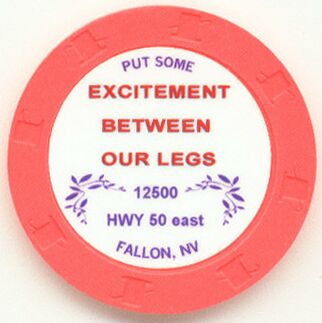 PUT SOME
EXCITEMENT
BETWEEN
OUR LEGS
12500
HWY 50 east
FALLON, NV